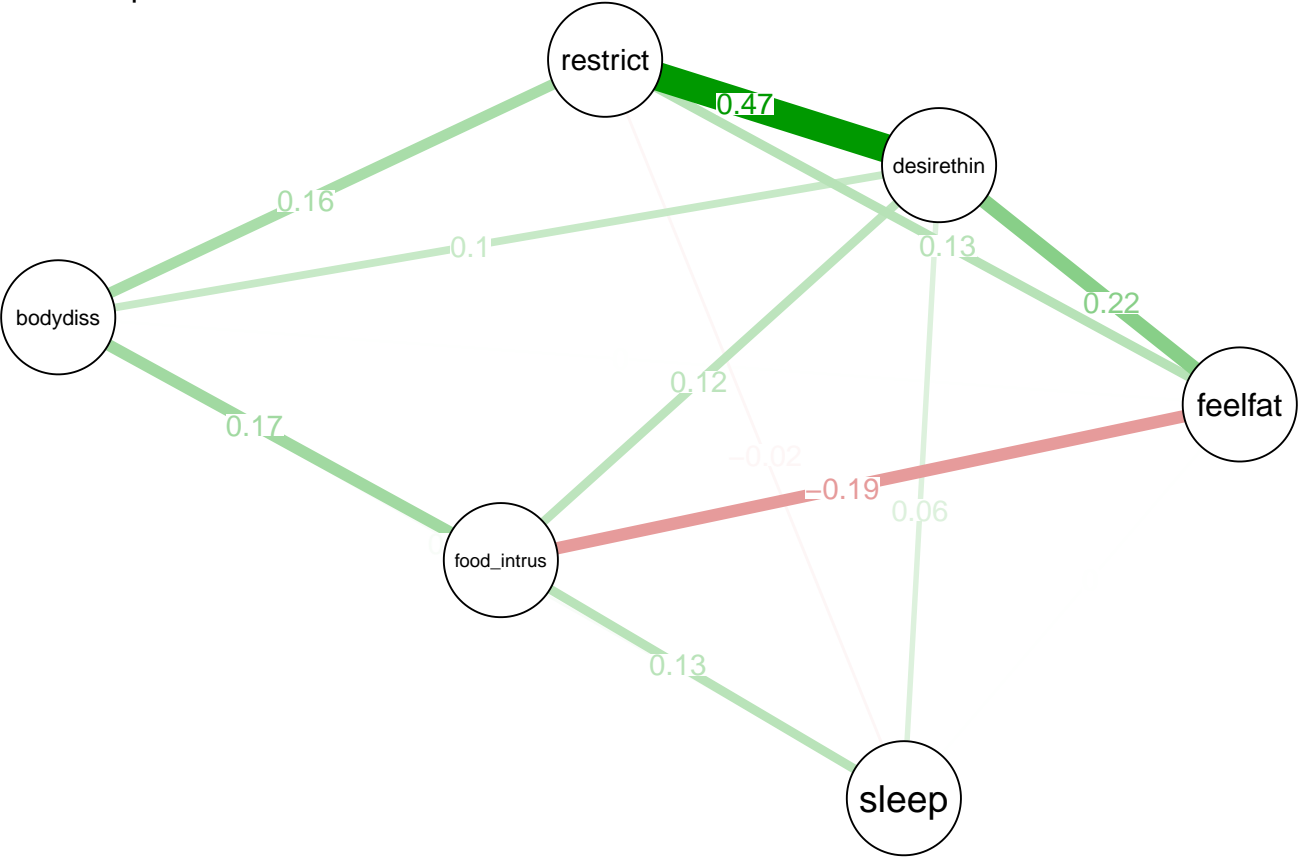 restrict
0.47
desirethin
0.16
0.1
0.13
0.22
bodydiss
0.12
feelfat
0.17
−0.02
−0.19
0.06
food_intrus
0.13
sleep